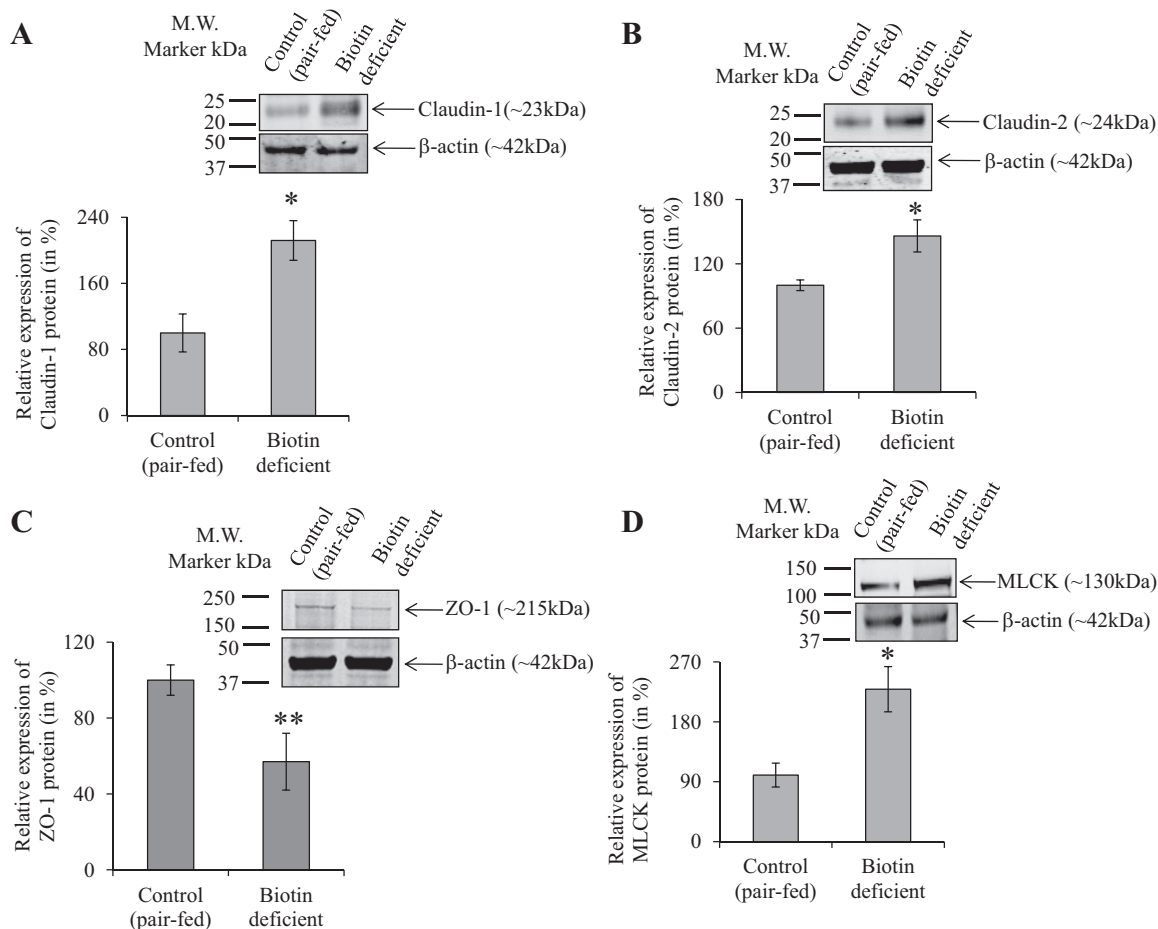 A
M.W.
Marker kDa
Control
(pair-fed)
Biotin
deficient
25
20
50
37
Claudin-1(~23kDa)
β-actin (~42kDa)
*
240
160
80
0
Relative expression of
Claudin-1 protein (in %)
Control
(pair-fed)
Biotin
deficient
B
M.W.
Marker kDa
Control
(pair-fed)
Biotin
deficient
25
20
50
37
Claudin-2 (~24kDa)
β-actin (~42kDa)
*
180
120
60
0
Relative expression of
Claudin-2 protein (in %)
Control
(pair-fed)
Biotin
deficient
C
M.W.
Marker kDa
Control
(pair-fed)
Biotin
deficient
250
150
50
37
ZO-1 (~215kDa)
β-actin (~42kDa)
**
120
80
40
0
Relative expression of
ZO-1 protein (in %)
Control
(pair-fed)
Biotin
deficient
D
M.W.
Marker kDa
Control
(pair-fed)
Biotin
deficient
150
100
50
37
MLCK (~130kDa)
β-actin (~42kDa)
*
270
180
90
0
Relative expression of
MLCK protein (in %)
Control
(pair-fed)
Biotin
deficient